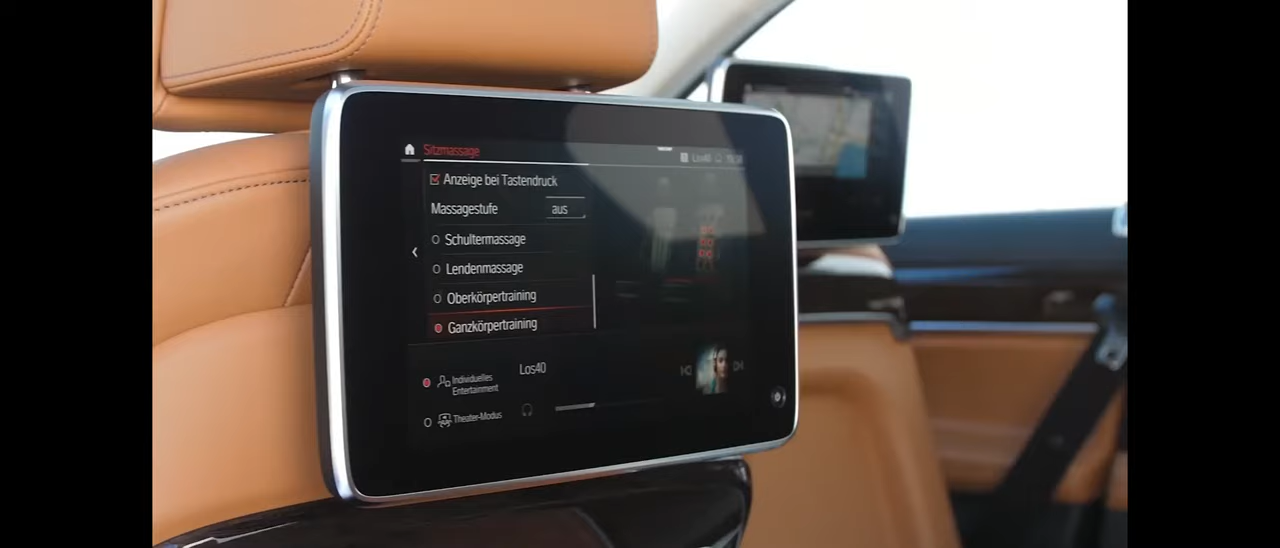 Sitzmassage
Los40
Anzeige bei Tastendruck
Massagestufe aus
Schultermassage
Lendenmassage
Oberkörpertraining
Ganzkörpertraining
Los40
Individuelles
Entertainment
Theater-Modus